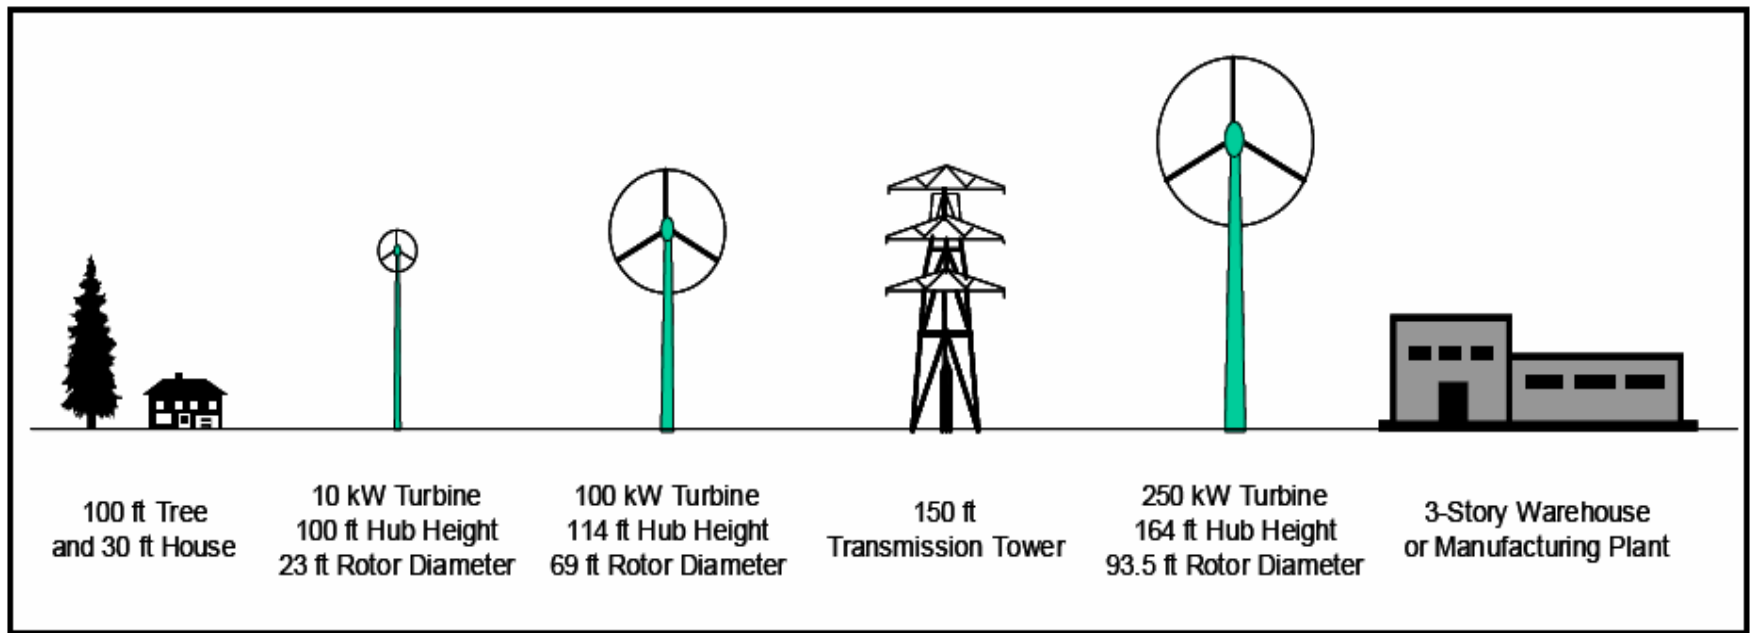 100 ft Tree
and 30 ft House
10 kW Turbine
100 ft Hub Height
23 ft Rotor Diameter
100 kW Turbine
114 ft Hub Height
69 ft Rotor Diameter
150 ft
Transmission Tower
250 kW Turbine
164 ft Hub Height
93.5 ft Rotor Diameter
3-Story Warehouse
or Manufacturing Plant